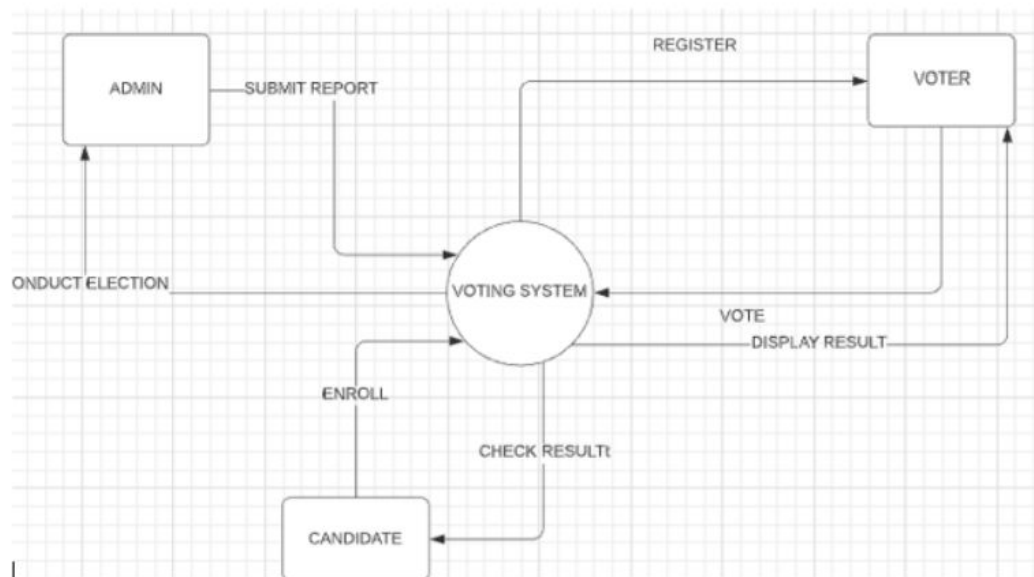 REGISTER
ADMIN
SUBMIT REPORT
VOTER
ONDUCT ELECTION
VOTING SYSTEM
VOTE
DISPLAY RESULT
ENROLL
CHECK RESULTt
CANDIDATE